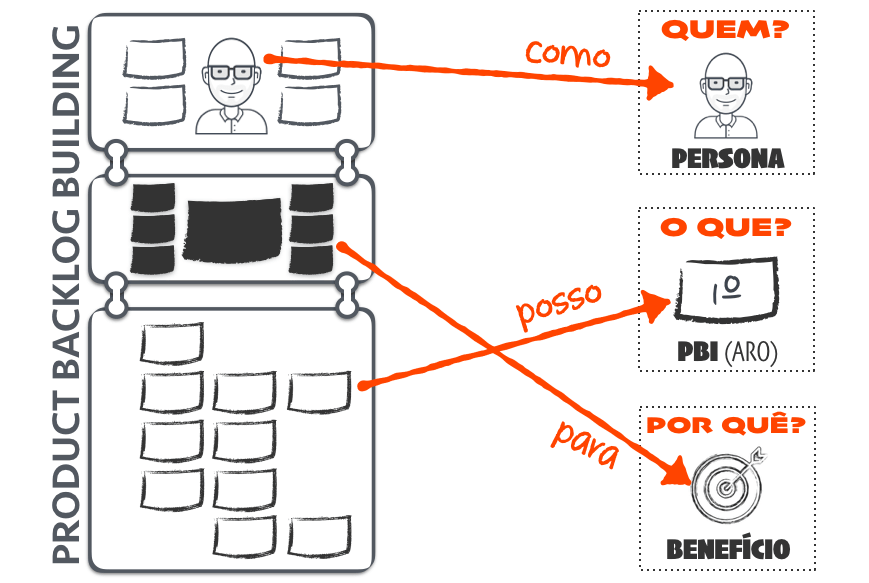 PRODUCT BACKLOG BUILDING
como
QUEM?
PERSONA
posso
O QUE?
1º
PBI (ARO)
para
POR QUÊ?
BENEFÍCIO